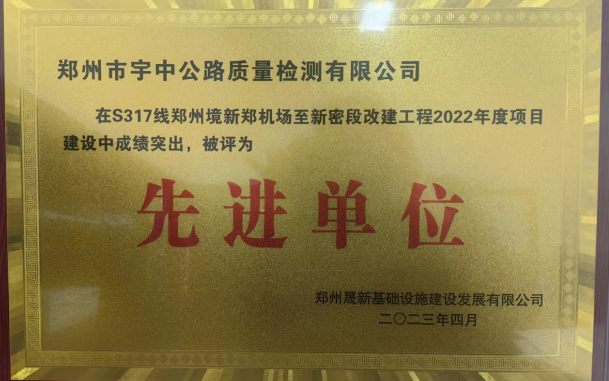 郑州市宇中公路质量检测有限公司
在S317线郑州境新郑机场至新密段改建工程2022年度项目
建设中成绩突出，被评为
先进单位
郑州晟新基础设施建设发展有限公司
二〇二三年四月